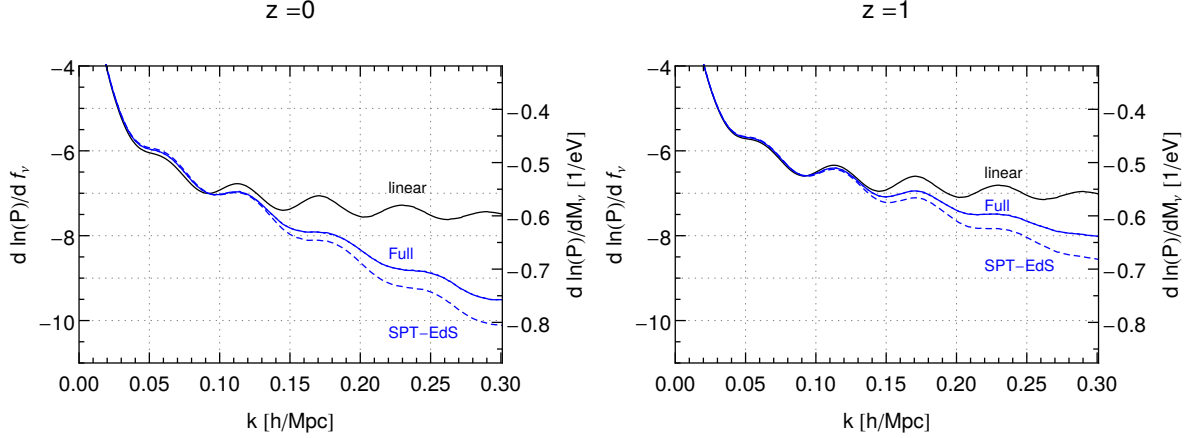 z =0
d ln(P)/d fν
−4
−6
−8
−10
linear
Full
SPT−EdS
−0.4
−0.5
−0.6
−0.7
−0.8
d ln(P)/dMν [1/eV]
0.00 0.05 0.10 0.15 0.20 0.25 0.30
k [h/Mpc]
z =1
d ln(P)/d fν
−4
−6
−8
−10
linear
Full
SPT−EdS
−0.4
−0.5
−0.6
−0.7
−0.8
d ln(P)/dMν [1/eV]
0.00 0.05 0.10 0.15 0.20 0.25 0.30
k [h/Mpc]